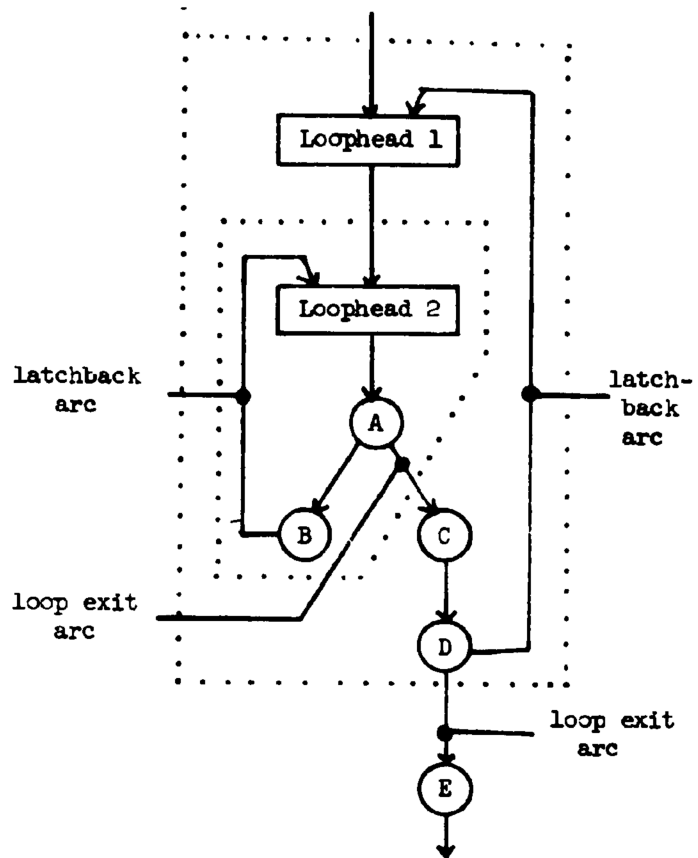 Loophead 1
Loophead 2
latchback
arc
latch-
back
arc
A
B
C
loop exit
arc
D
loop exit
arc
E